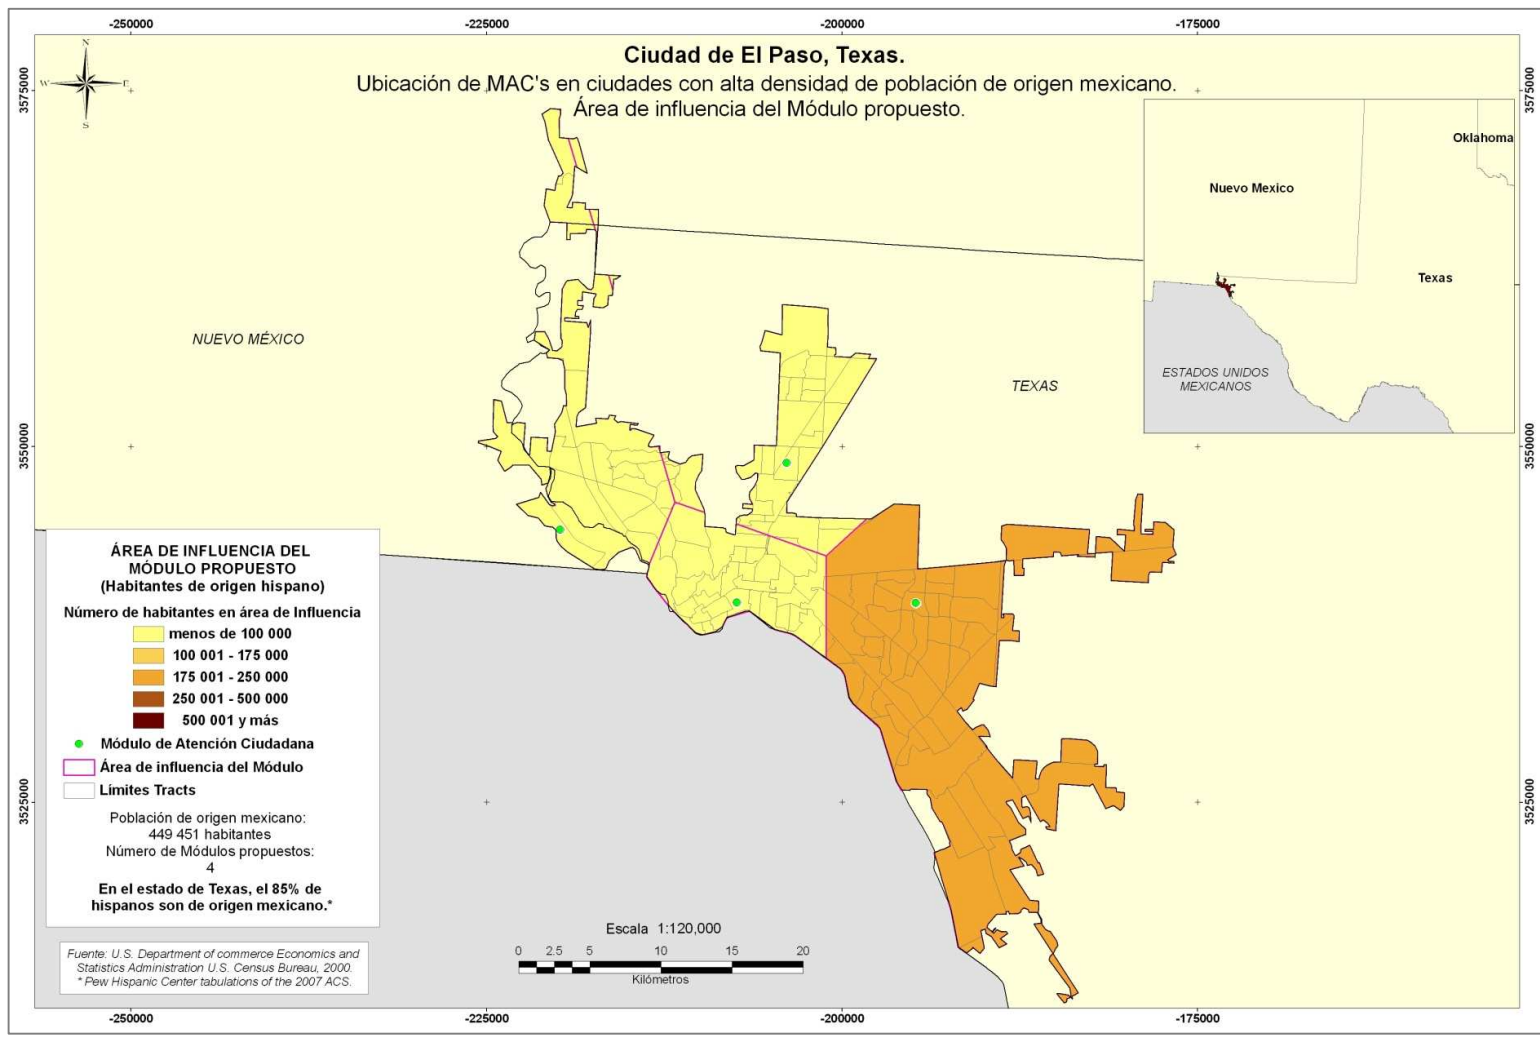 -250000
-225000
-200000
-175000
N
W
E
S
3575000
3575000
Ciudad de El Paso, Texas.
Ubicación de MAC's en ciudades con alta densidad de población de origen mexicano.
Área de influencia del Módulo propuesto.
Oklahoma
Nuevo Mexico
Texas
ESTADOS UNIDOS
MEXICANOS
NUEVO MÉXICO
TEXAS
3550000
3550000
ÁREA DE INFLUENCIA DEL
MÓDULO PROPUESTO
(Habitantes de origen hispano)
Número de habitantes en área de Influencia
menos de 100 000
100 001 - 175 000
175 001 - 250 000
250 001 - 500 000
500 001 y más
Módulo de Atención Ciudadana
Área de influencia del Módulo
Límites Tracts
Población de origen mexicano:
449 451 habitantes
Número de Módulos propuestos:
4
En el estado de Texas, el 85% de
hispanos son de origen mexicano.*
3525000
3525000
Fuente: U.S. Department of commerce Economics and
Statistics Administration U.S. Census Bureau, 2000.
* Pew Hispanic Center tabulations of the 2007 ACS.
Escala 1:120,000
0 2.5 5 10 15 20
Kilómetros
-250000
-225000
-200000
-175000